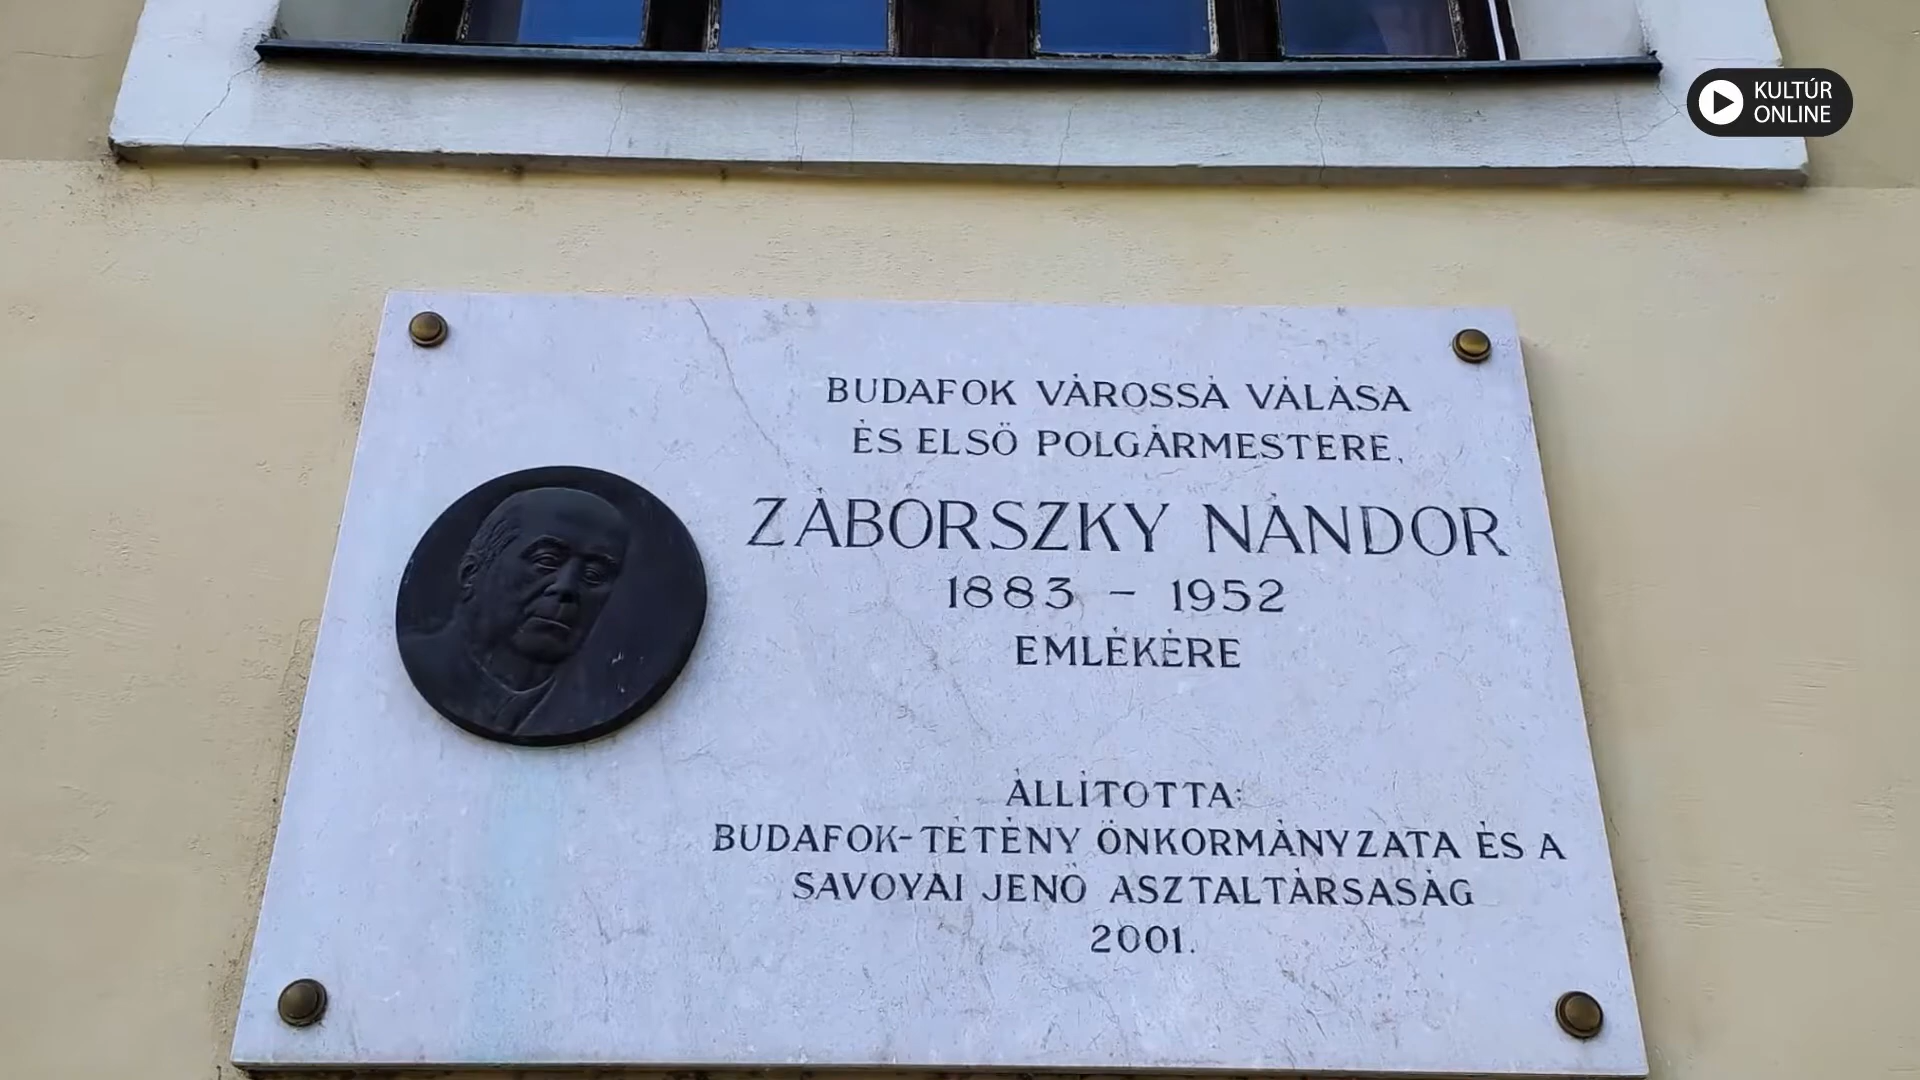 KULTÚR
ONLINE
BUDAFOK VÁROSSÁ VÁLÁSA
ÉS ELSŐ POLGÁRMESTERE,
ZÁBORSZKY NÁNDOR
1883 – 1952
EMLÉKÉRE
ÁLLÍTOTTA:
BUDAFOK-TÉTÉNY ÖNKORMÁNYZATA ÉS A
SAVOYAI JENŐ ASZTALTÁRSASÁG
2001.